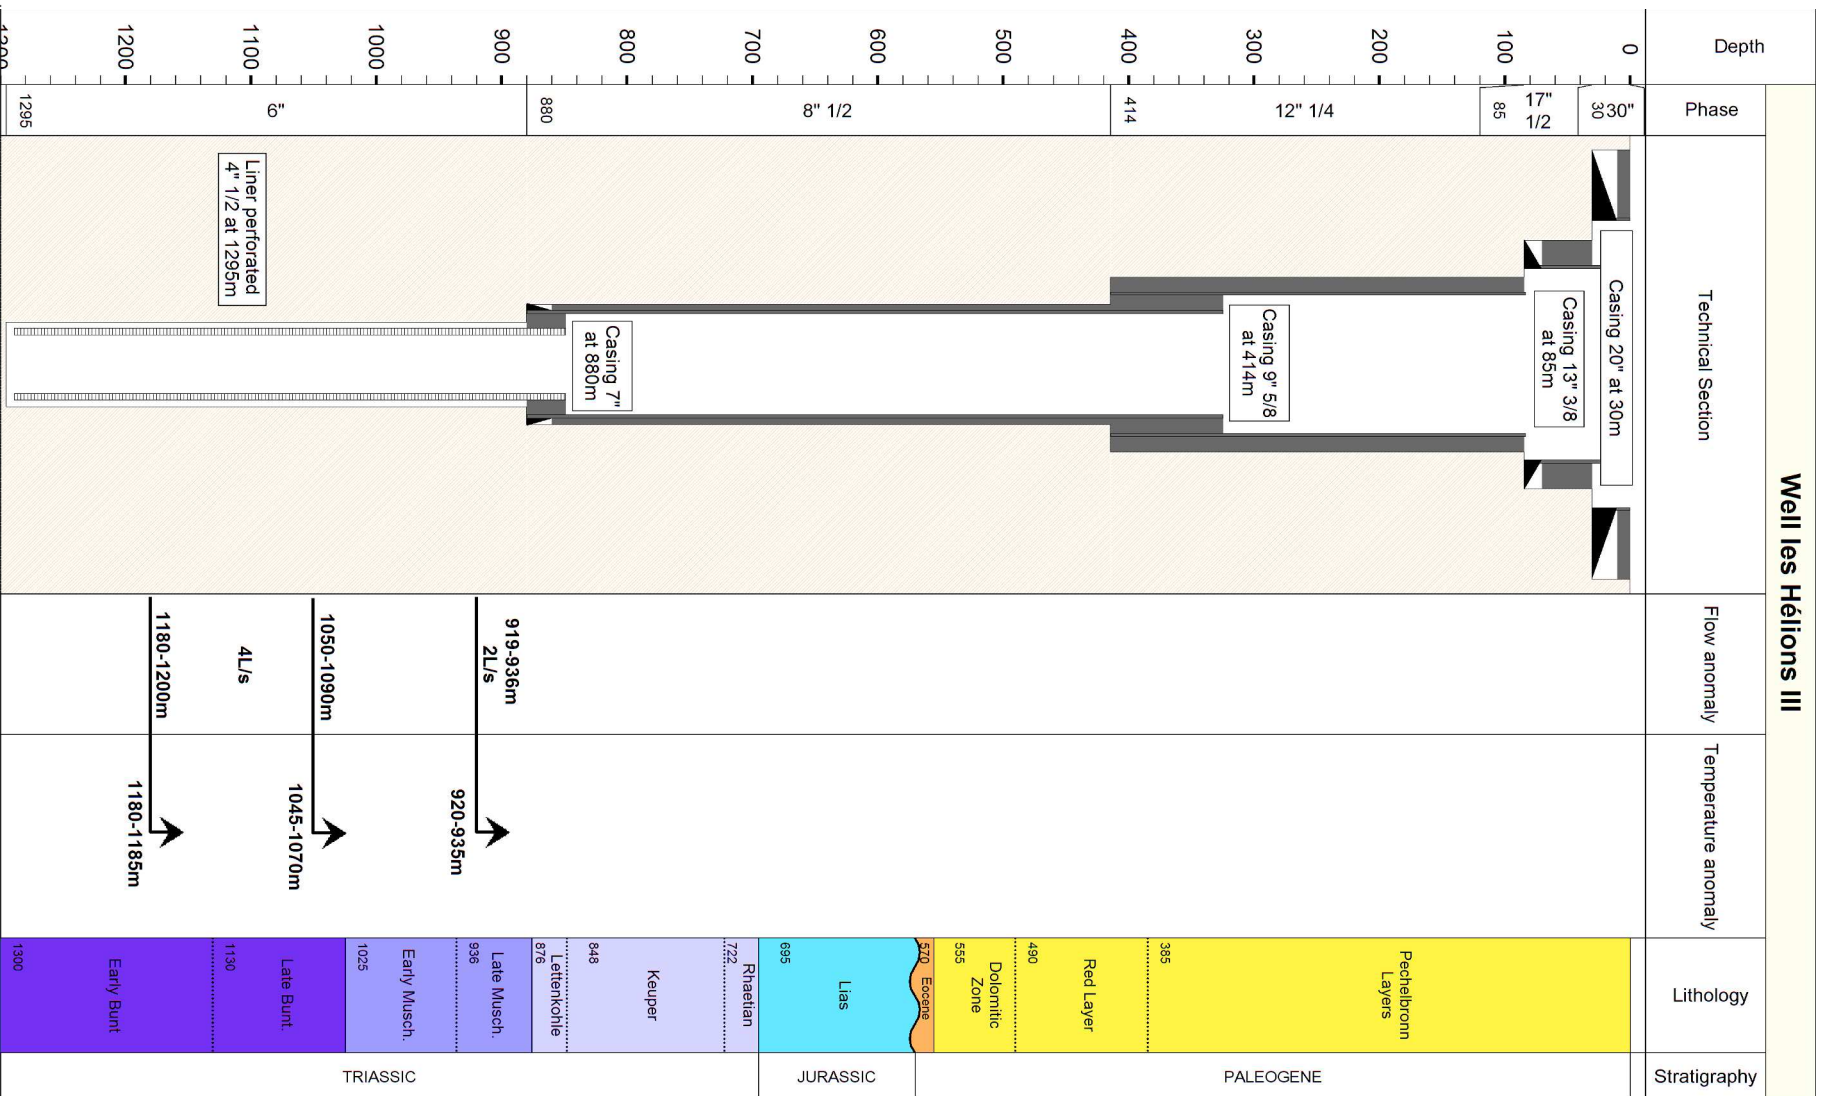 Well les Hélions III
Depth
Phase
Technical Section
Flow anomaly
Temperature anomaly
Lithology
Stratigraphy
0
100
200
300
400
500
600
700
800
900
1000
1100
1200
1300
30"
30
17"
1/2
85
12" 1/4
414
8" 1/2
880
6"
1295
Casing 20" at 30m
Casing 13" 3/8
at 85m
Casing 9" 5/8
at 414m
Casing 7"
at 880m
Liner perforated
4" 1/2 at 1295m
919-936m
2L/s
1050-1090m
4L/s
1180-1200m
920-935m
1045-1070m
1180-1185m
Pechelbronn
Layers
385
Red Layer
490
Dolomitic
Zone
555
Eocene
570
Lias
695
Rhaetian
722
Keuper
848
Lettenkohle
876
Late Musch.
936
Early Musch.
1025
Late Bunt.
1130
Early Bunt
1300
PALEOGENE
JURASSIC
TRIASSIC